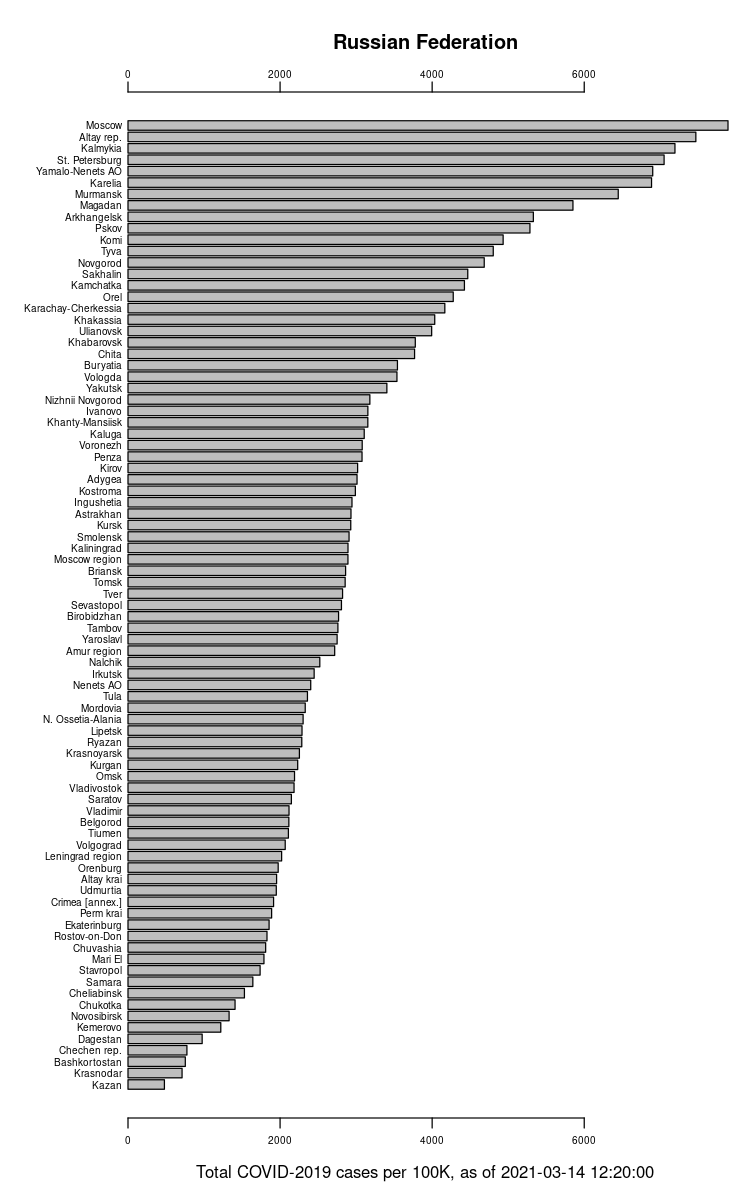 Russian Federation
0 2000 4000 6000
Moscow
Altay rep.
Kalmykia
St. Petersburg
Yamalo-Nenets AO
Karelia
Murmansk
Magadan
Arkhangelsk
Pskov
Komi
Tyva
Novgorod
Sakhalin
Kamchatka
Orel
Karachay-Cherkessia
Khakassia
Ulianovsk
Khabarovsk
Chita
Buryatia
Vologda
Yakutsk
Nizhnii Novgorod
Ivanovo
Khanty-Mansiisk
Kaluga
Voronezh
Penza
Kirov
Adygea
Kostroma
Ingushetia
Astrakhan
Kursk
Smolensk
Kaliningrad
Moscow region
Briansk
Tomsk
Tver
Sevastopol
Birobidzhan
Tambov
Yaroslavl
Amur region
Nalchik
Irkutsk
Nenets AO
Tula
Mordovia
N. Ossetia-Alania
Lipetsk
Ryazan
Krasnoyarsk
Kurgan
Omsk
Vladivostok
Saratov
Vladimir
Belgorod
Tiumen
Volgograd
Leningrad region
Orenburg
Altay krai
Udmurtia
Crimea [annex.]
Perm krai
Ekaterinburg
Rostov-on-Don
Chuvashia
Mari El
Stavropol
Samara
Cheliabinsk
Chukotka
Novosibirsk
Kemerovo
Dagestan
Chechen rep.
Bashkortostan
Krasnodar
Kazan
0 2000 4000 6000
Total COVID-2019 cases per 100K, as of 2021-03-14 12:20:00